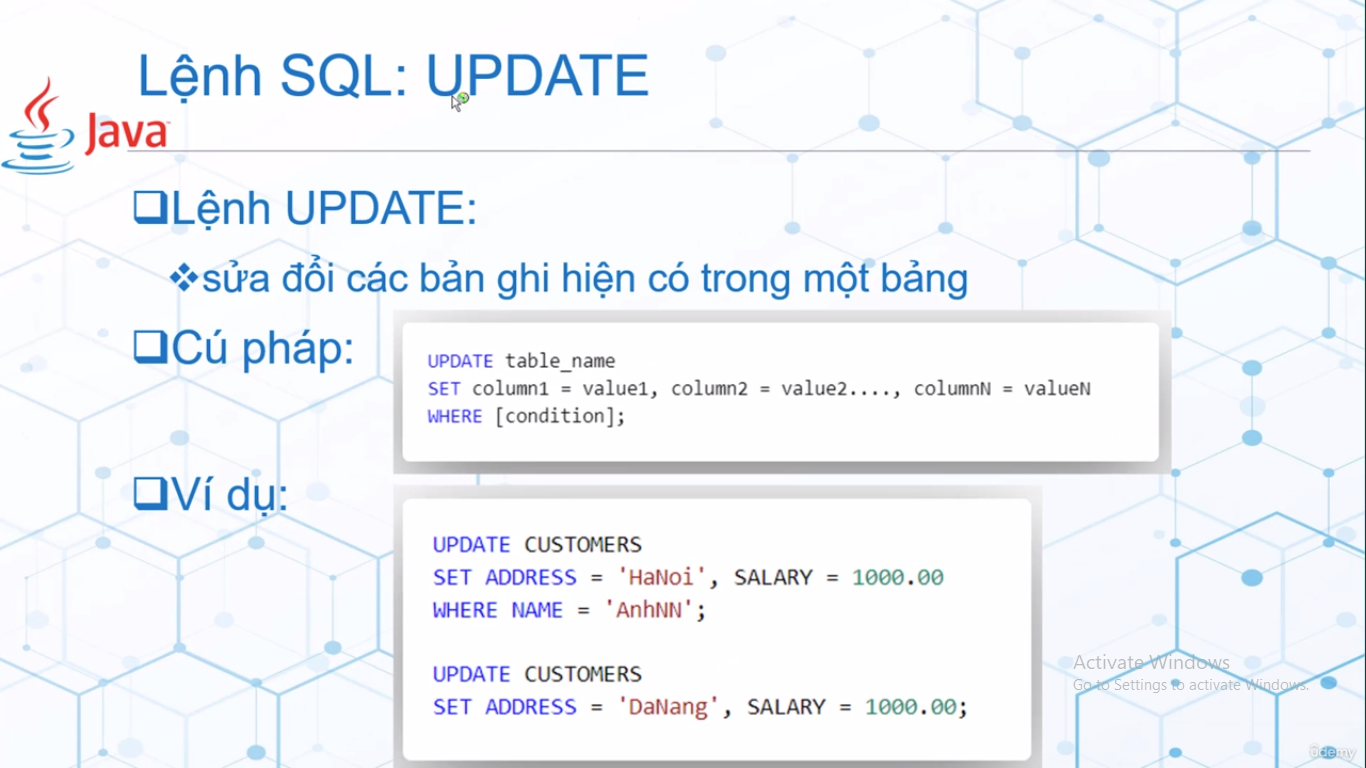 Lệnh SQL: UPDATE
Java
❑Lệnh UPDATE:
❖sửa đổi các bản ghi hiện có trong một bảng
❑Cú pháp:
UPDATE table_name
SET column1 = value1, column2 = value2...., columnN = valueN
WHERE [condition];
❑Ví dụ:
UPDATE CUSTOMERS
SET ADDRESS = 'HaNoi', SALARY = 1000.00
WHERE NAME = 'AnhNN';
UPDATE CUSTOMERS
SET ADDRESS = 'DaNang', SALARY = 1000.00;
Activate Windows
Go to Settings to activate Windows.
ûdemy